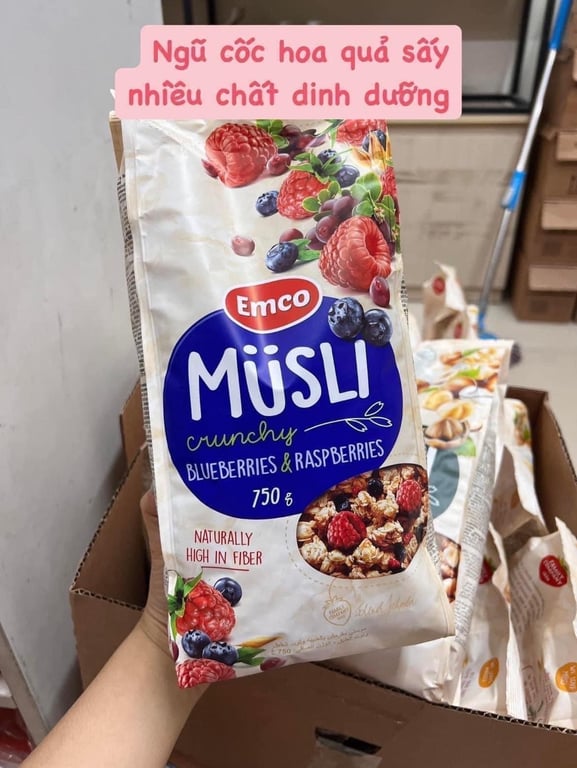 Ngũ cốc hoa quả sấy
nhiều chất dinh dưỡng
Emco
MÜSLI
crunchy
BLUEBERRIES & RASPBERRIES
750 g
NATURALLY
HIGH IN FIBER